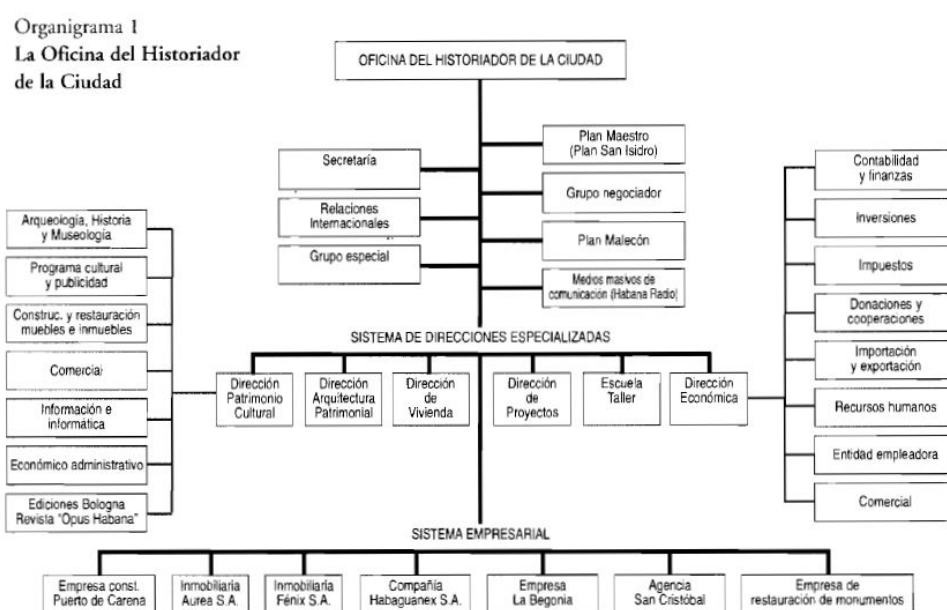 Organigrama 1
La Oficina del Historiador
de la Ciudad
OFICINA DEL HISTORIADOR DE LA CIUDAD
Secretaría
Relaciones
Internacionales
Grupo especial
Plan Maestro
(Plan San Isidro)
Grupo negociador
Plan Malecón
Medios masivos de
comunicación (Habana Radio)
Arqueología, Historia
y Museología
Programa cultural
y publicidad
Construc. y restauración
muebles e inmuebles
Comercial
Información e
informática
Económico administrativo
Ediciones Bologna
Revista "Opus Habana"
Contabilidad
y finanzas
Inversiones
Impuestos
Donaciones y
cooperaciones
Importación
y exportación
Recursos humanos
Entidad empleadora
Comercial
SISTEMA DE DIRECCIONES ESPECIALIZADAS
Dirección
Patrimonio
Cultural
Dirección
Arquitectura
Patrimonial
Dirección
de
Vivienda
Dirección
de
Proyectos
Escuela
Taller
Dirección
Económica
SISTEMA EMPRESARIAL
Empresa const.
Puerto de Carena
Inmobiliaria
Aurea S.A.
Inmobiliaria
Fénix S.A.
Compañía
Habaguanex S.A.
Empresa
La Begonia
Agencia
San Cristóbal
Empresa de
restauración de monumentos